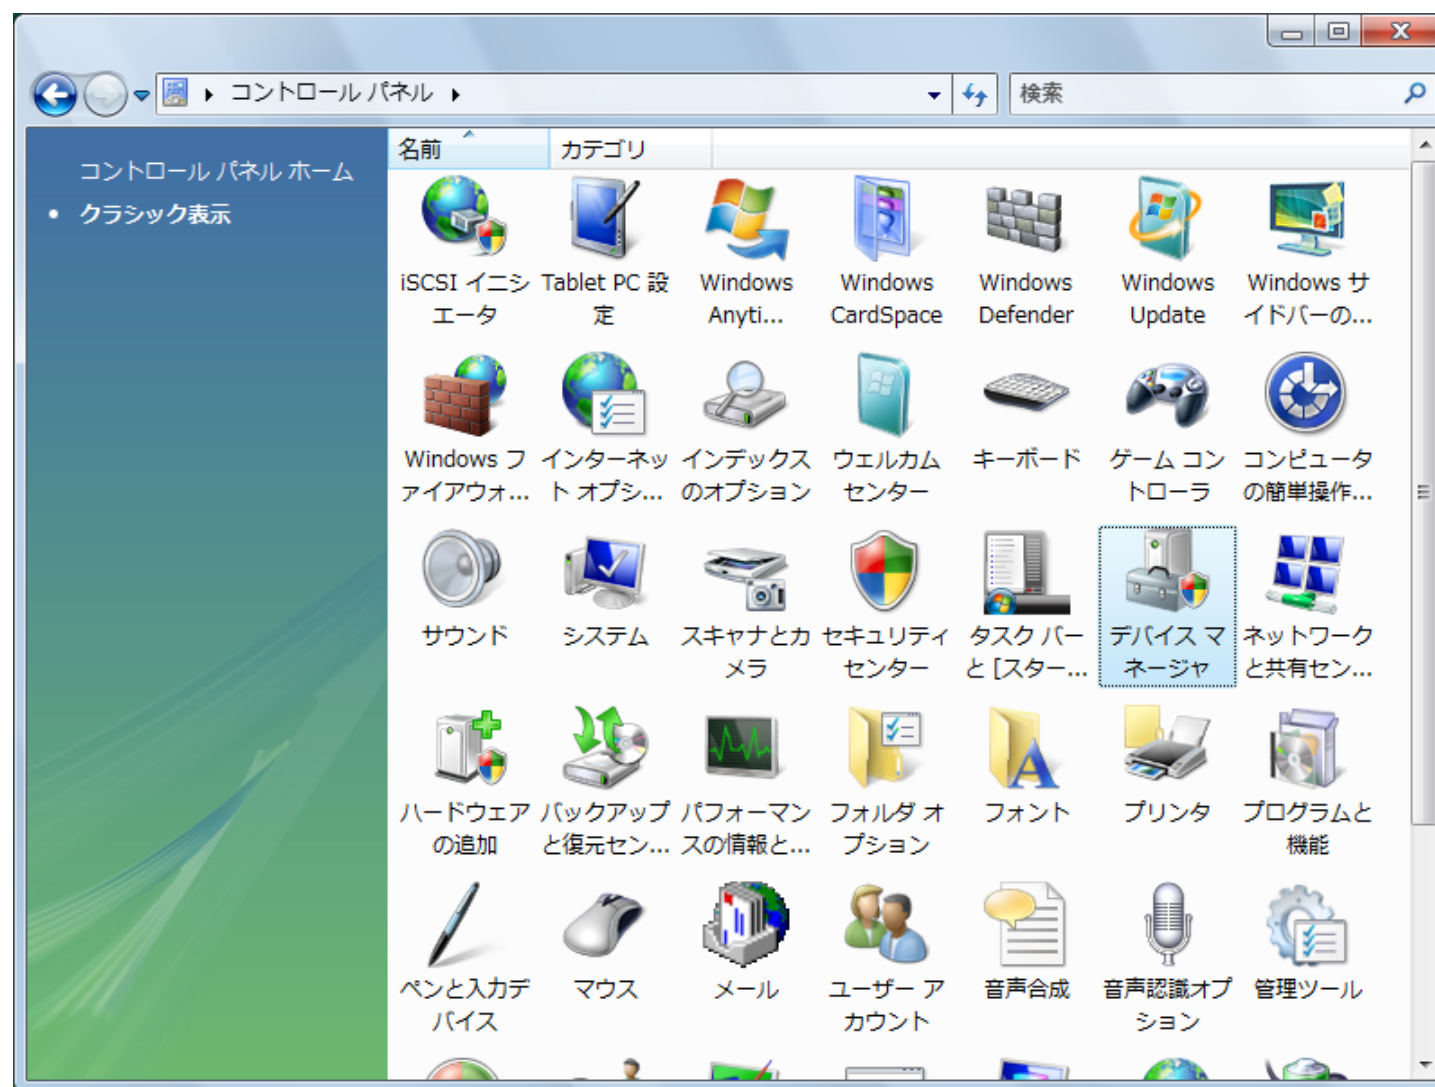 コントロール パネル
検索
コントロール パネル ホーム
クラシック表示
名前 カテゴリ
iSCSI イニシ Tablet PC 設 Windows Windows Windows Windows Windows サ
エータ 定 Anyti... CardSpace Defender Update イドバーの...
Windows フ インターネッ インデックス ウェルカム キーボード ゲーム コン コンピュータ
ァイアウォ... ト オプシ... のオプション センター トローラ の簡単操作...
サウンド システム スキャナとカ セキュリティ タスク バー デバイス マ ネットワーク
メラ センター と [スター... ネージャ と共有セン...
ハードウェア バックアップ パフォーマン フォルダ オ フォント プリンタ プログラムと
の追加 と復元セン... スの情報と... プション 機能
ペンと入力デ マウス メール ユーザー ア 音声合成 音声認識オプ 管理ツール
バイス カウント ション